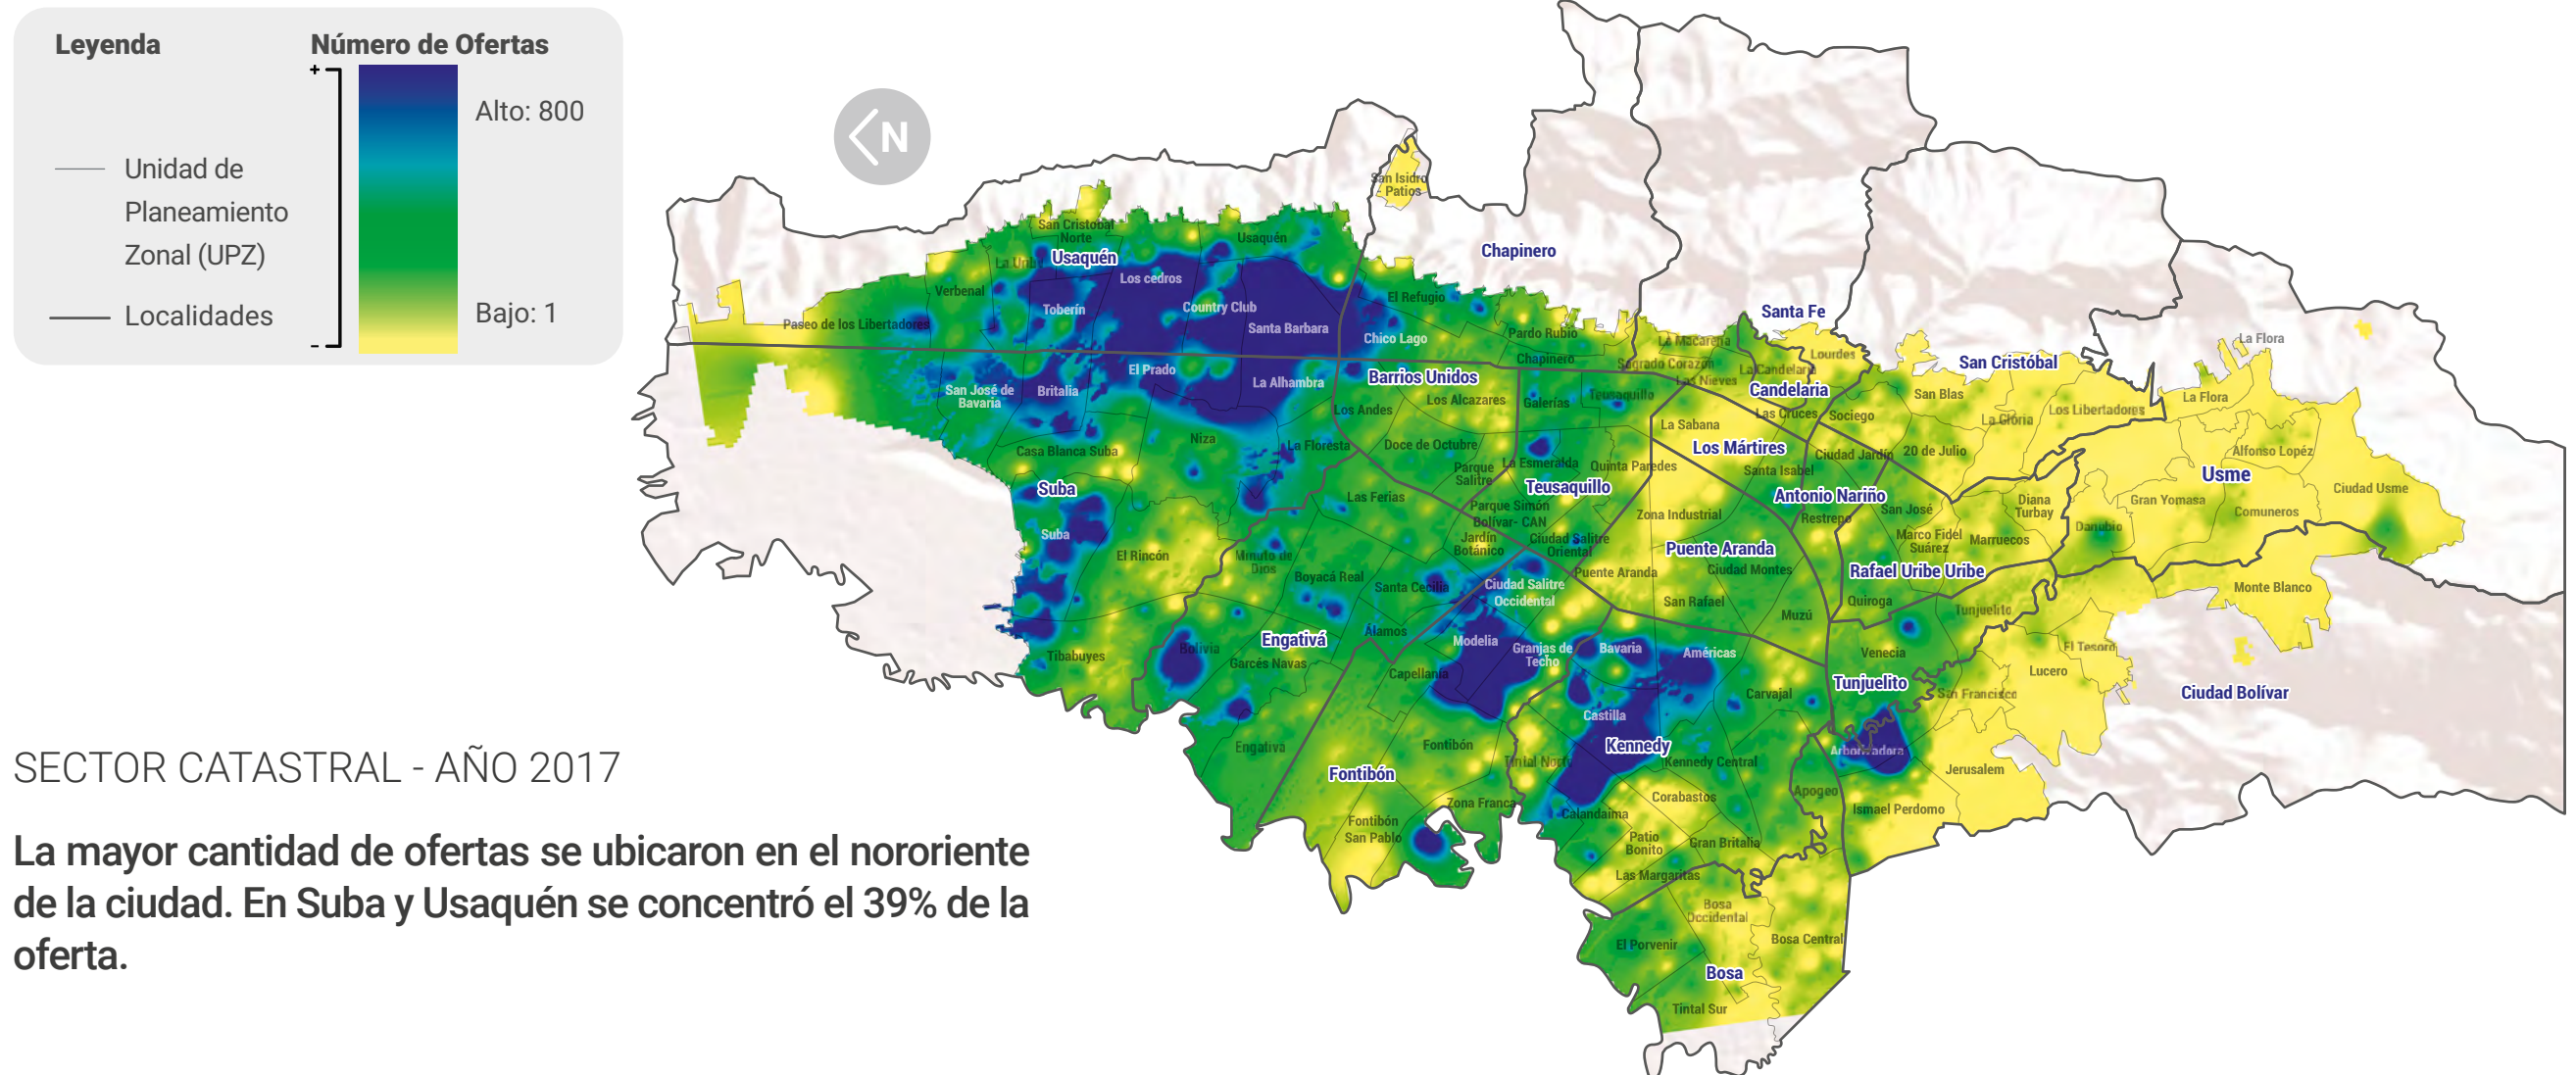 Leyenda
Número de Ofertas
+
Alto: 800
Unidad de
Planeamiento
Zonal (UPZ)
Localidades
Bajo: 1
-
N
San Isidro
- Patios
Chapinero
San Cristobal
Norte
Usaquén
Usaquén
Los cedros
Verbenal
Toberín
Country Club
Santa Barbara
El Refugio
Chico Lago
Paseo de los Libertadores
Pardo Rubio
Chapinero
Santa Fe
La Macarena
Sagrado Corazón
Las Nieves
La Candelaria
Lourdes
Candelaria
San Cristóbal
La Flora
San José de
Bavaria
Britalia
El Prado
La Alhambra
Barrios Unidos
Los Andes
Los Alcazares
Galerías
Teusaquillo
La Sabana
Las Cruces
Sociego
San Blas
La Gloria
Los Libertadores
La Flora
Casa Blanca Suba
Niza
La Floresta
Doce de Octubre
Parque
Salitre
La Esmeralda
Quinta Paredes
Los Mártires
Santa Isabel
Ciudad Jardín
20 de Julio
Alfonso Lopéz
Usme
Suba
Suba
Las Ferias
Teusaquillo
Parque Simón
Bolívar- CAN
Zona Industrial
Antonio Nariño
Restrepo
San José
Diana
Turbay
Gran Yomasa
Ciudad Usme
Comuneros
Danubio
El Rincón
Minuto de
Dios
Boyacá Real
Jardín
Botánico
Ciudad Salitre
Oriental
Puente Aranda
Puente Aranda
Ciudad Montes
Marco Fidel
Suárez
Marruecos
Rafael Uribe Uribe
Santa Cecilia
Ciudad Salitre
Occidental
San Rafael
Muzú
Quiroga
Tunjuelito
Monte Blanco
Engativá
Álamos
Modelia
Granjas de
Techo
Bavaria
Américas
Venecia
El Tesoro
Tibabuyes
Bolivia
Garcés Navas
Capellanía
Carvajal
Tunjuelito
San Francisco
Lucero
Ciudad Bolívar
Castilla
Kennedy
Engativá
Fontibón
Fontibón
Tintal Norte
Kennedy Central
Arborizadora
Jerusalem
Zona Franca
Calandaima
Corabastos
Apogeo
Ismael Perdomo
Fontibón
San Pablo
Patio
Bonito
Gran Britalia
Las Margaritas
Bosa
Occidental
El Porvenir
Bosa Central
Bosa
Tintal Sur
SECTOR CATASTRAL - AÑO 2017
La mayor cantidad de ofertas se ubicaron en el nororiente
de la ciudad. En Suba y Usaquén se concentró el 39% de la
oferta.